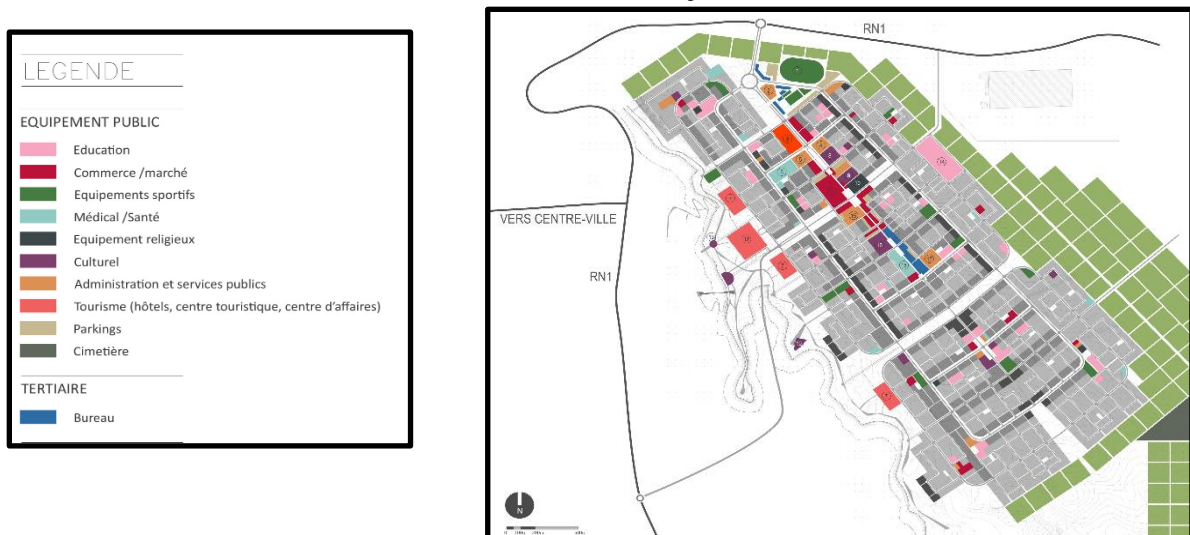 LEGENDE
EQUIPEMENT PUBLIC
Education
Commerce /marché
Equipements sportifs
Médical /Santé
Equipement religieux
Culturel
Administration et services publics
Tourisme (hôtels, centre touristique, centre d'affaires)
Parkings
Cimetière
TERTIAIRE
Bureau
RN1
VERS CENTRE-VILLE
RN1
N